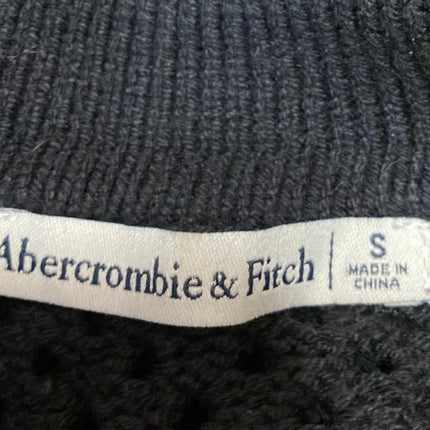 Abercrombie & Fitch
S
MADE IN
CHINA